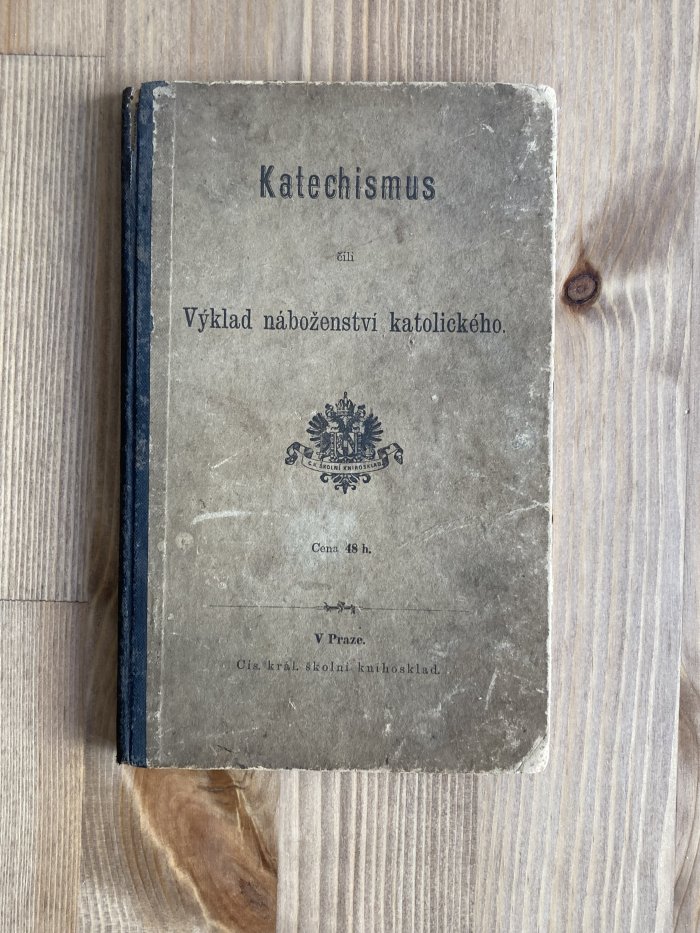 Katechismus
čili
Výklad náboženství katolického.
C.K. ŠKOLNÍ KNIHOSKLAD
Cena 48 h.
V Praze.
Cís. král. školní knihosklad.